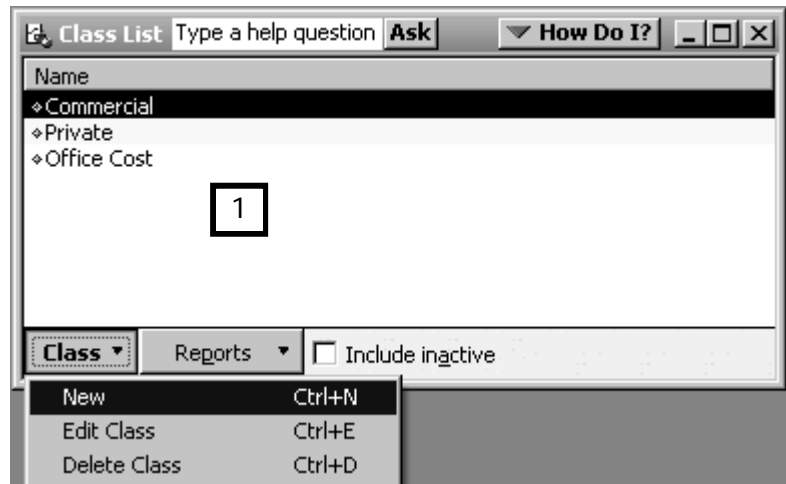 Class List Type a help question Ask How Do I?
Name
Commercial
Private
Office Cost
1
Class Reports Include inactive
New Ctrl+N
Edit Class Ctrl+E
Delete Class Ctrl+D